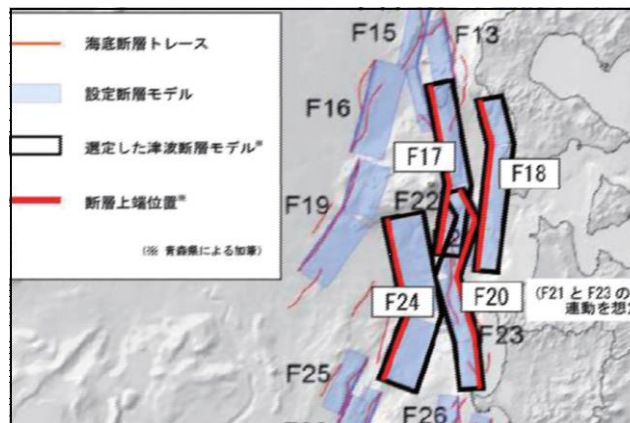 海底断層トレース
設定断層モデル
選定した津波断層モデル※
断層上端位置※
(※ 青森県による加筆)
F15
F13
F16
F17
F18
F22
F19
F24
F20
(F21 と F23 の
連動を想定
F23
F25
F26